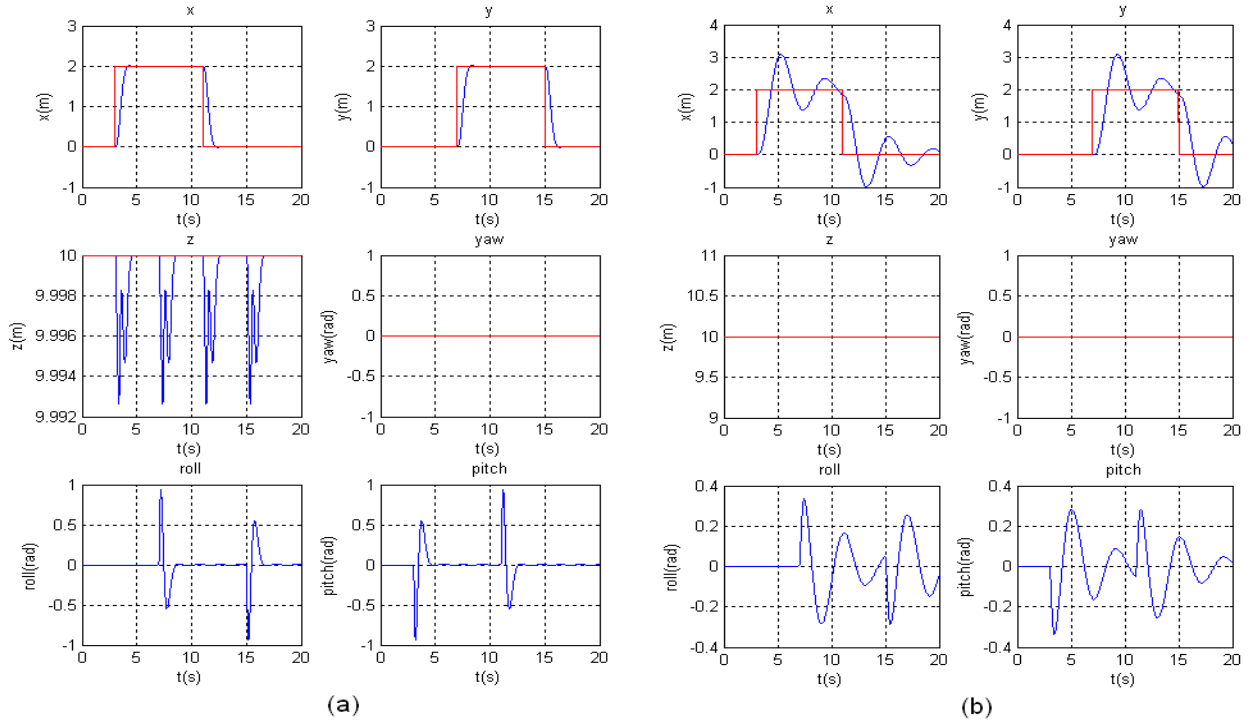 x
y
x
y
3
2
1
0
-1
x(m)
0 5 10 15 20
t(s)
3
2
1
0
-1
y(m)
0 5 10 15 20
t(s)
4
3
2
1
0
-1
x(m)
0 5 10 15 20
t(s)
4
3
2
1
0
-1
y(m)
0 5 10 15 20
t(s)
z
yaw
z
yaw
10
9.998
9.996
9.994
9.992
z(m)
0 5 10 15 20
t(s)
1
0.5
0
-0.5
-1
yaw(rad)
0 5 10 15 20
t(s)
11
10.5
10
9.5
9
z(m)
0 5 10 15 20
t(s)
1
0.5
0
-0.5
-1
yaw(rad)
0 5 10 15 20
t(s)
roll
pitch
roll
pitch
1
0.5
0
-0.5
-1
roll(rad)
0 5 10 15 20
t(s)
1
0.5
0
-0.5
-1
pitch(rad)
0 5 10 15 20
t(s)
0.4
0.2
0
-0.2
-0.4
roll(rad)
0 5 10 15 20
t(s)
0.4
0.2
0
-0.2
-0.4
pitch(rad)
0 5 10 15 20
t(s)
(a)
(b)